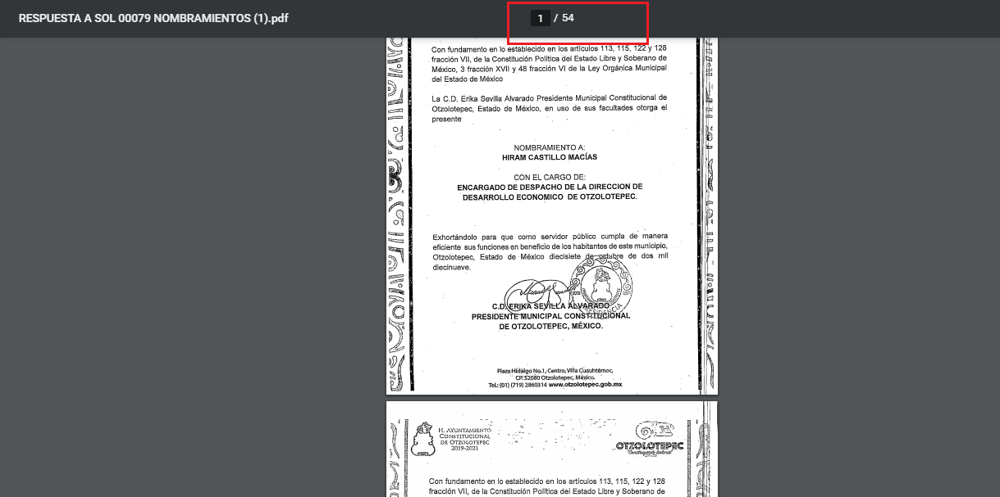 RESPUESTA A SOL 00079 NOMBRAMIENTOS (1).pdf
1 / 54
Con fundamento en lo establecido en los artículos 113, 115, 122 y 128
fracción VII, de la Constitución Política del Estado Libre y Soberano de
México, 3 fracción XVII y 48 fracción VI de la Ley Orgánica Municipal
del Estado de México
La C.D. Erika Sevilla Alvarado Presidente Municipal Constitucional de
Otzolotepec, Estado de México, en uso de sus facultades otorga el
presente
NOMBRAMIENTO A:
HIRAM CASTILLO MACÍAS
CON EL CARGO DE:
ENCARGADO DE DESPACHO DE LA DIRECCION DE
DESARROLLO ECONOMICO DE OTZOLOTEPEC.
Exhortándolo para que como servidor público cumpla de manera
eficiente sus funciones en beneficio de los habitantes de este municipio,
Otzolotepec, Estado de México diecisiete de octubre de dos mil
diecinueve.
C.D. ERIKA SEVILLA ALVARADO
PRESIDENTE MUNICIPAL CONSTITUCIONAL
DE OTZOLOTEPEC, MÉXICO.
PRESIDENCIA
Plaza Hidalgo No.1, Centro, Villa Cuauhtémoc,
CP. 52080 Otzolotepec, México.
Tel.: (01) (719) 2860314 www.otzolotepec.gob.mx
H. AYUNTAMIENTO
CONSTITUCIONAL
DE OTZOLOTEPEC
2019-2021
OTZOLOTEPEC
"Construyendo historia"
Con fundamento en lo establecido en los artículos 113, 115, 122 y 128
fracción VII, de la Constitución Política del Estado Libre y Soberano de